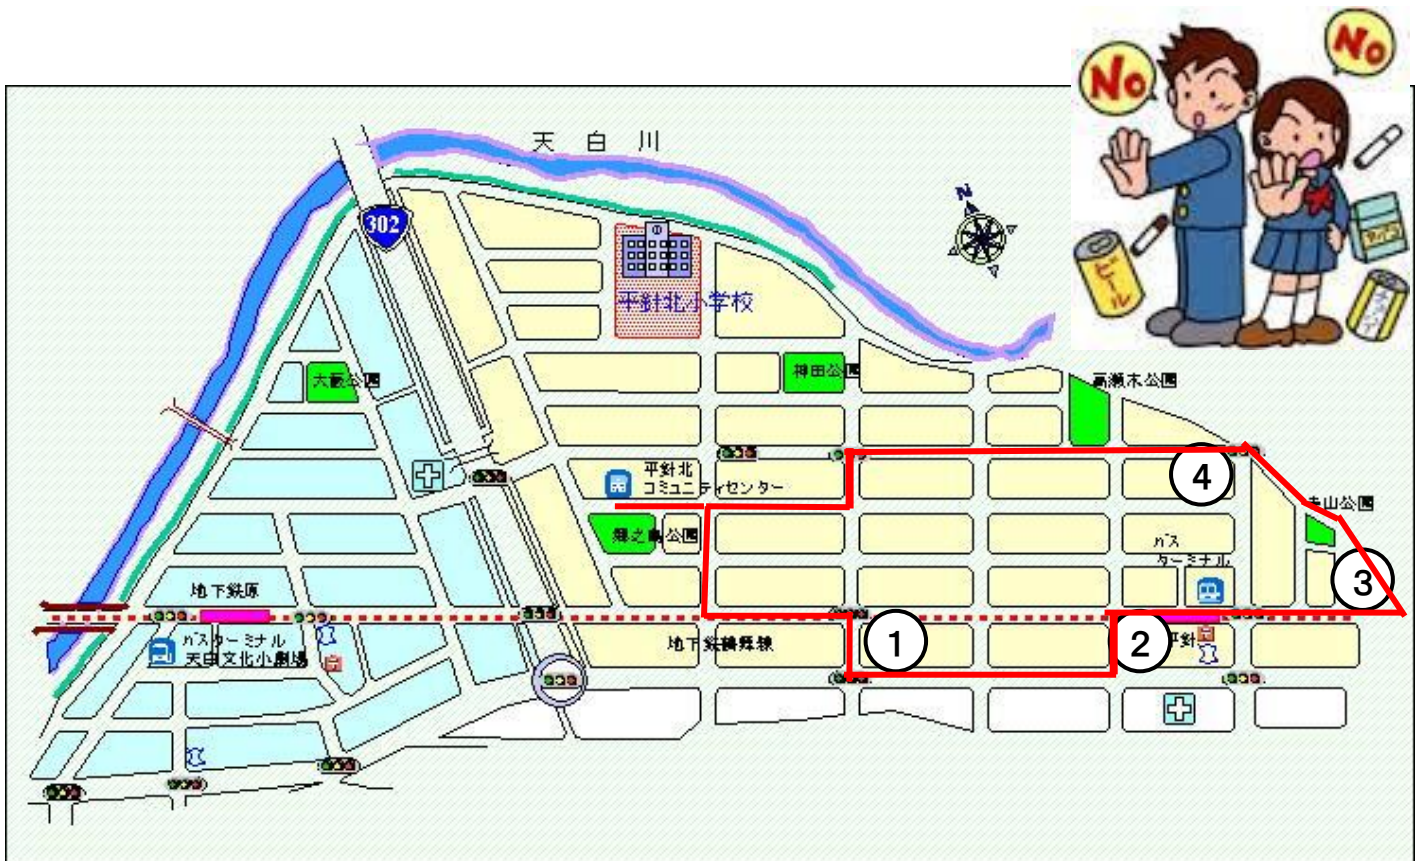 No
No
ビール
天白川
N
302
平針北小学校
大薮公園
神田公園
高瀬木公園
平針北
コミュニティセンター
④
寺山公園
郷之島公園
バス
ターミナル
地下鉄原
③
バスターミナル
天白文化小劇場
地下鉄鶴舞線
①
②
平針